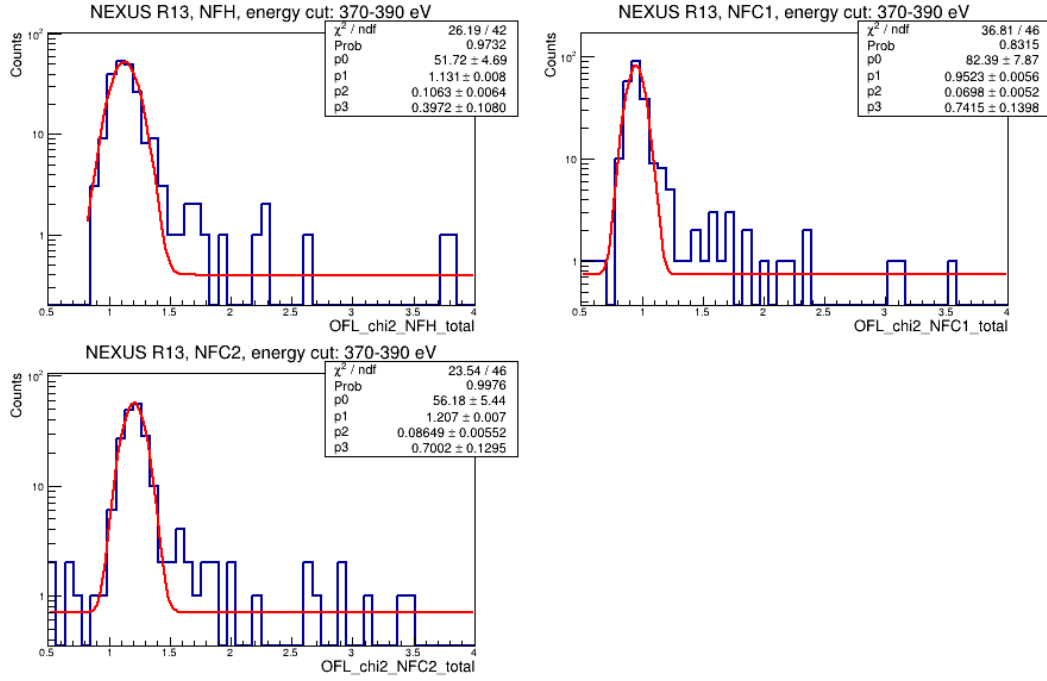 NEXUS R13, NFH, energy cut: 370-390 eV
χ² / ndf 26.19 / 42
Prob 0.9732
p0 51.72 ± 4.69
p1 1.131 ± 0.008
p2 0.1063 ± 0.0064
p3 0.3972 ± 0.1080
Counts
10²
10
1
0.5 1 1.5 2 2.5 3 3.5 4
OFL_chi2_NFH_total
NEXUS R13, NFC1, energy cut: 370-390 eV
χ² / ndf 36.81 / 46
Prob 0.8315
p0 82.39 ± 7.87
p1 0.9523 ± 0.0056
p2 0.0698 ± 0.0052
p3 0.7415 ± 0.1398
Counts
10²
10
1
0.5 1 1.5 2 2.5 3 3.5 4
OFL_chi2_NFC1_total
NEXUS R13, NFC2, energy cut: 370-390 eV
χ² / ndf 23.54 / 46
Prob 0.9976
p0 56.18 ± 5.44
p1 1.207 ± 0.007
p2 0.08649 ± 0.00552
p3 0.7002 ± 0.1295
Counts
10²
10
1
0.5 1 1.5 2 2.5 3 3.5 4
OFL_chi2_NFC2_total